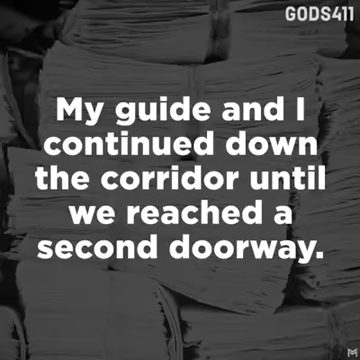 GODS411
My guide and I
continued down
the corridor until
we reached a
second doorway.